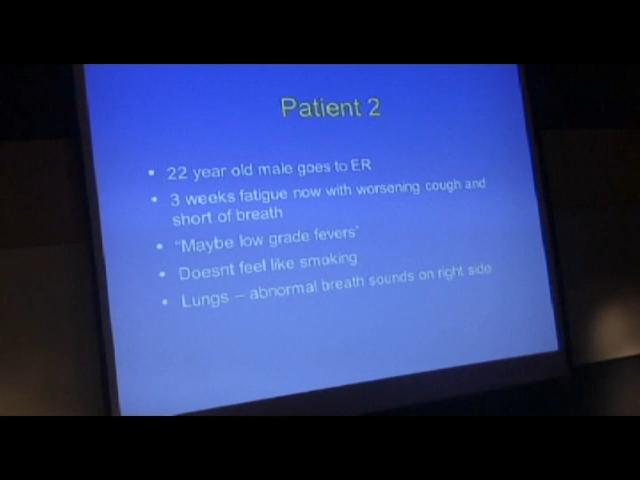 Patient 2
• 22 year old male goes to ER
• 3 weeks fatigue now with worsening cough and
short of breath
• "Maybe low grade fevers"
• Doesnt feel like smoking
• Lungs – abnormal breath sounds on right side